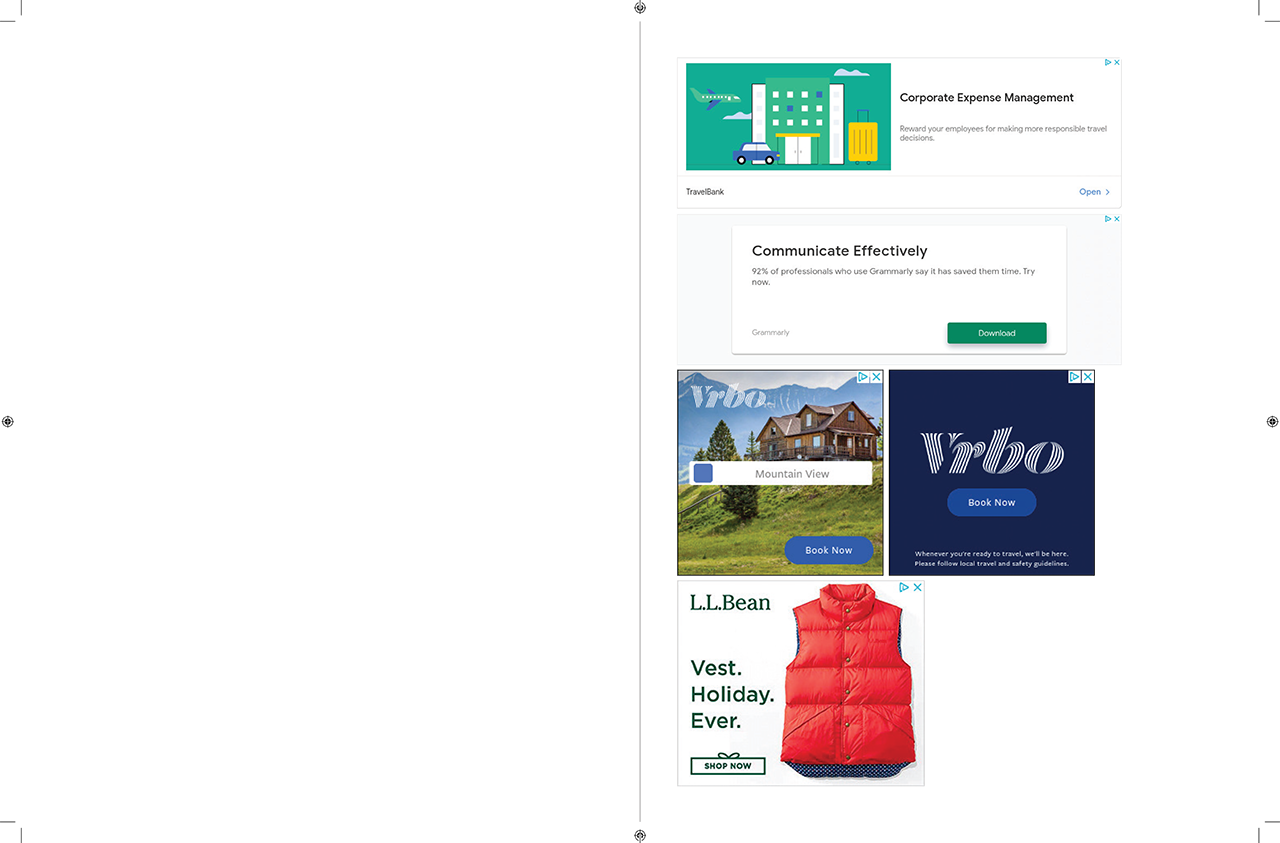 Corporate Expense Management
Reward your employees for making more responsible travel
decisions.
TravelBank
Open
Communicate Effectively
92% of professionals who use Grammarly say it has saved them time. Try
now.
Grammarly
Download
Vrbo
Mountain View
Book Now
Vrbo
Book Now
Whenever you're ready to travel, we'll be here.
Please follow local travel and safety guidelines.
L.L.Bean
Vest.
Holiday.
Ever.
SHOP NOW